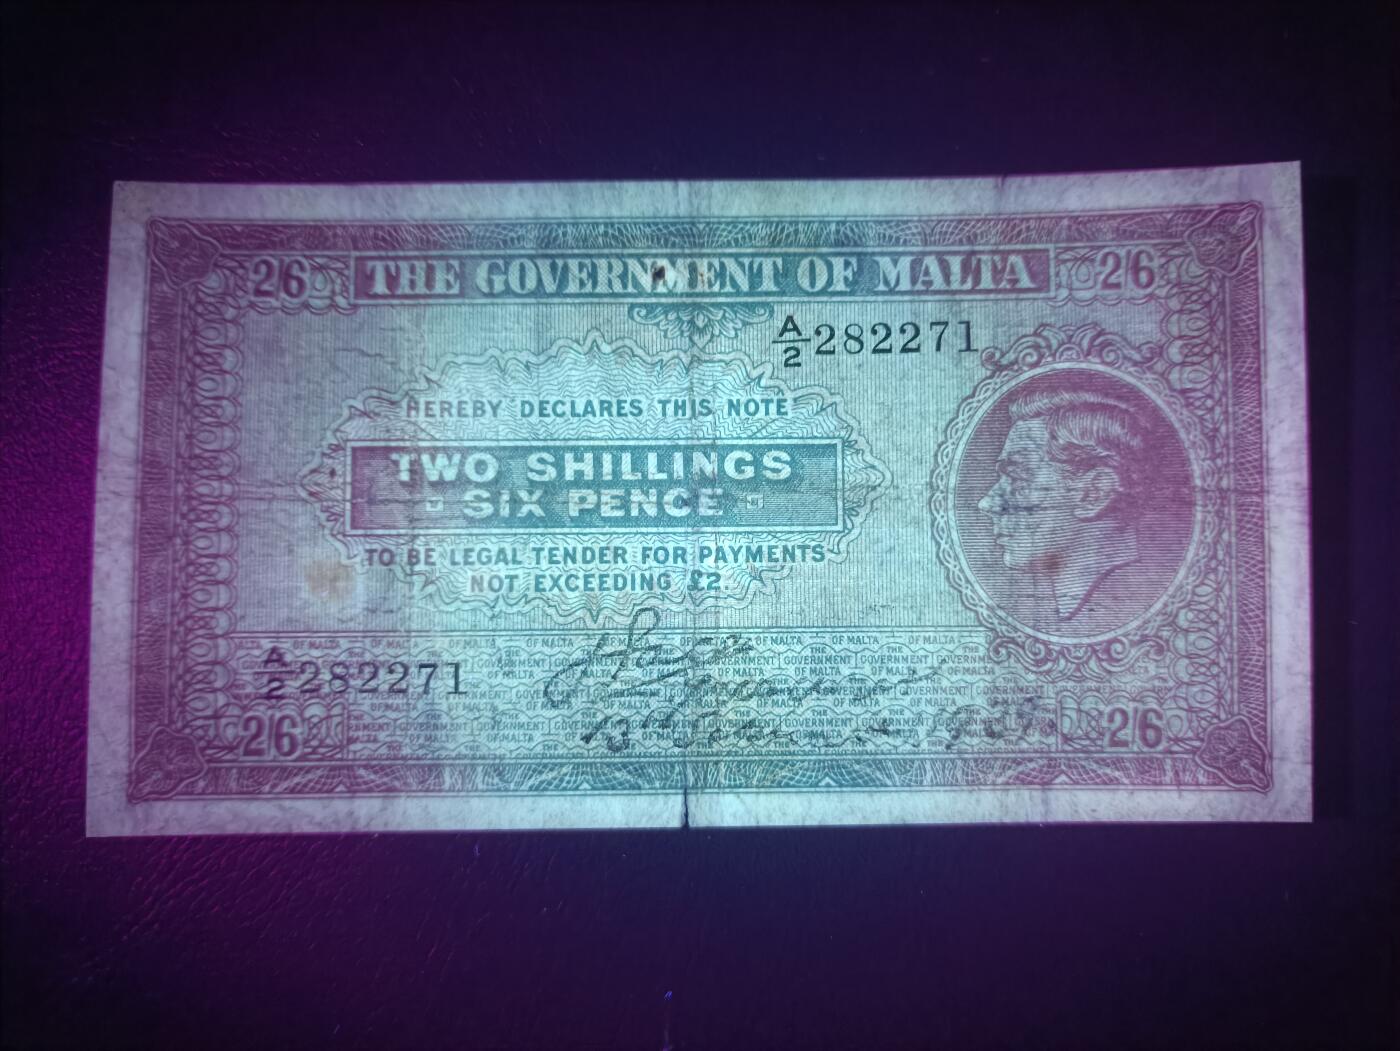 2/6 THE GOVERNMENT OF MALTA 2/6
A/2 282271
HEREBY DECLARES THIS NOTE
TWO SHILLINGS
SIX PENCE
TO BE LEGAL TENDER FOR PAYMENTS
NOT EXCEEDING £2.
A/2 282271
2/6 2/6